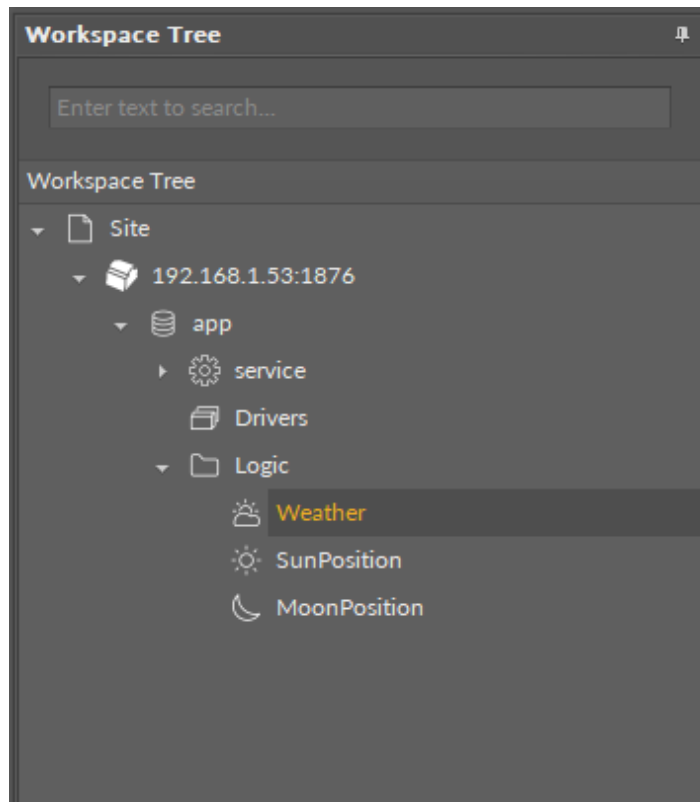 Workspace Tree
Enter text to search...
Workspace Tree
Site
192.168.1.53:1876
app
service
Drivers
Logic
Weather
SunPosition
MoonPosition